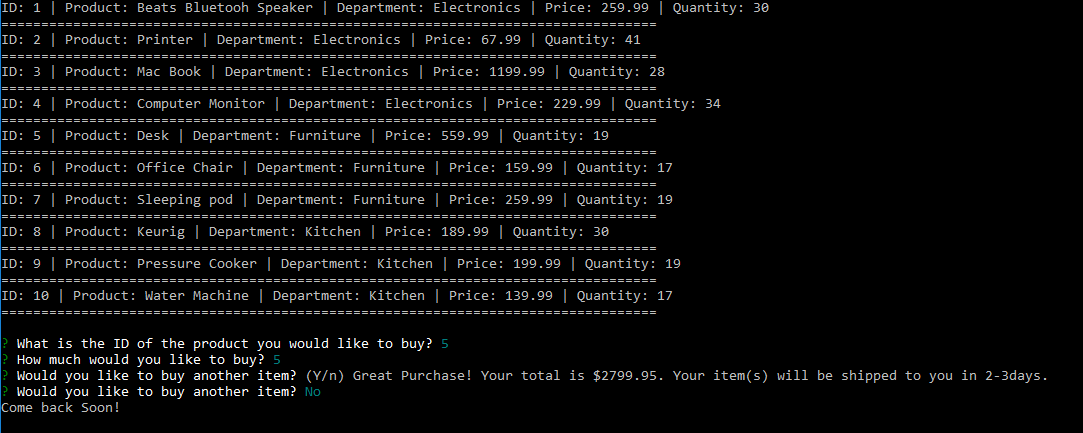 ID: 1 | Product: Beats Bluetooh Speaker | Department: Electronics | Price: 259.99 | Quantity: 30
==================================================================================
ID: 2 | Product: Printer | Department: Electronics | Price: 67.99 | Quantity: 41
==================================================================================
ID: 3 | Product: Mac Book | Department: Electronics | Price: 1199.99 | Quantity: 28
==================================================================================
ID: 4 | Product: Computer Monitor | Department: Electronics | Price: 229.99 | Quantity: 34
==================================================================================
ID: 5 | Product: Desk | Department: Furniture | Price: 559.99 | Quantity: 19
==================================================================================
ID: 6 | Product: Office Chair | Department: Furniture | Price: 159.99 | Quantity: 17
==================================================================================
ID: 7 | Product: Sleeping pod | Department: Furniture | Price: 259.99 | Quantity: 19
==================================================================================
ID: 8 | Product: Keurig | Department: Kitchen | Price: 189.99 | Quantity: 30
==================================================================================
ID: 9 | Product: Pressure Cooker | Department: Kitchen | Price: 199.99 | Quantity: 19
==================================================================================
ID: 10 | Product: Water Machine | Department: Kitchen | Price: 139.99 | Quantity: 17
==================================================================================
? What is the ID of the product you would like to buy? 5
? How much would you like to buy? 5
? Would you like to buy another item? (Y/n) Great Purchase! Your total is $2799.95. Your item(s) will be shipped to you in 2-3days.
? Would you like to buy another item? No
Come back Soon!